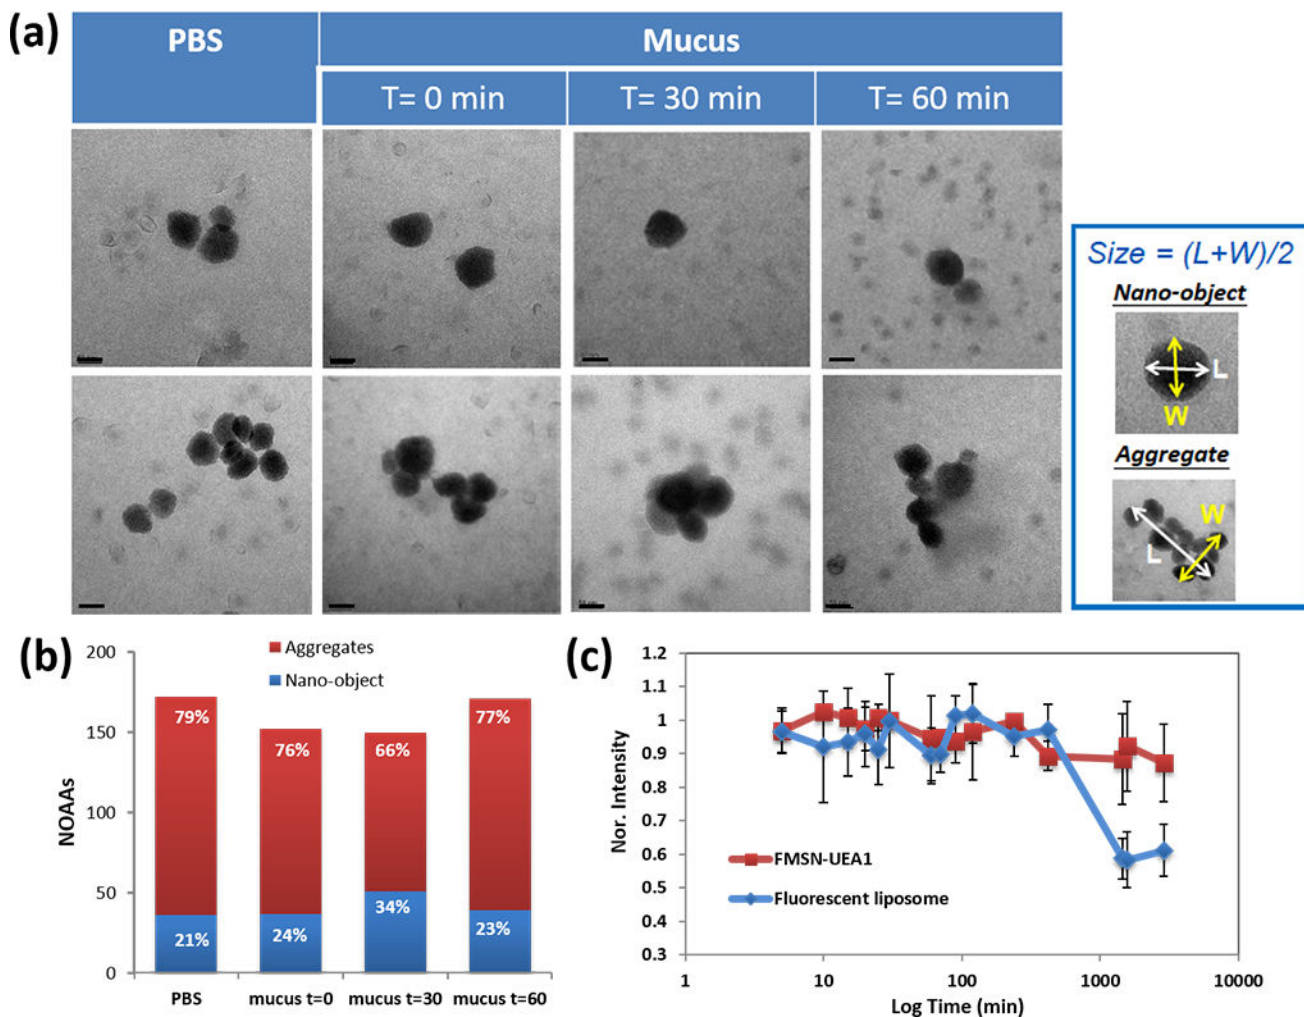 (a)
PBS
Mucus
T= 0 min
T= 30 min
T= 60 min
Size = (L+W)/2
Nano-object
L
W
Aggregate
W
L
(b)
Aggregates
Nano-object
NOAAs
200
150
100
50
0
79%
76%
66%
77%
21%
24%
34%
23%
PBS
mucus t=0
mucus t=30
mucus t=60
(c)
Nor. Intensity
1.2
1.1
1
0.9
0.8
0.7
0.6
0.5
0.4
0.3
FMSN-UEA1
Fluorescent liposome
1
10
100
1000
10000
Log Time (min)